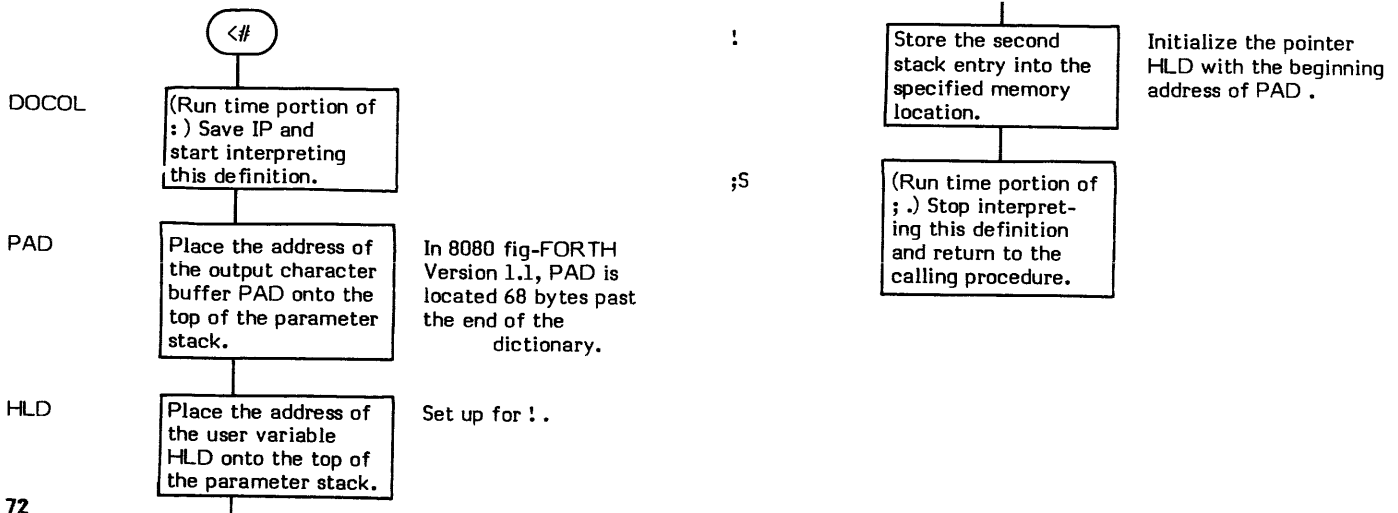 <#
DOCOL
(Run time portion of
: ) Save IP and
start interpreting
this definition.
PAD
Place the address of
the output character
buffer PAD onto the
top of the parameter
stack.
In 8080 fig-FORTH
Version 1.1, PAD is
located 68 bytes past
the end of the
dictionary.
HLD
Place the address of
the user variable
HLD onto the top of
the parameter stack.
Set up for ! .
72
!
Store the second
stack entry into the
specified memory
location.
Initialize the pointer
HLD with the beginning
address of PAD .
;S
(Run time portion of
; .) Stop interpret-
ing this definition
and return to the
calling procedure.